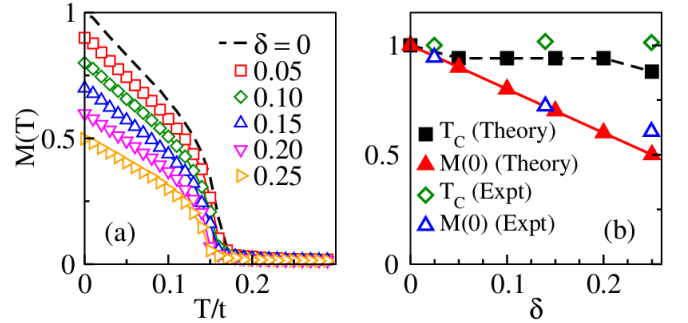 1
0.5
0
M(T)
δ = 0
0.05
0.10
0.15
0.20
0.25
(a)
0
0.1
0.2
T/t
1
0.5
0
T_C (Theory)
M(0) (Theory)
T_C (Expt)
M(0) (Expt)
(b)
0
0.1
0.2
δ